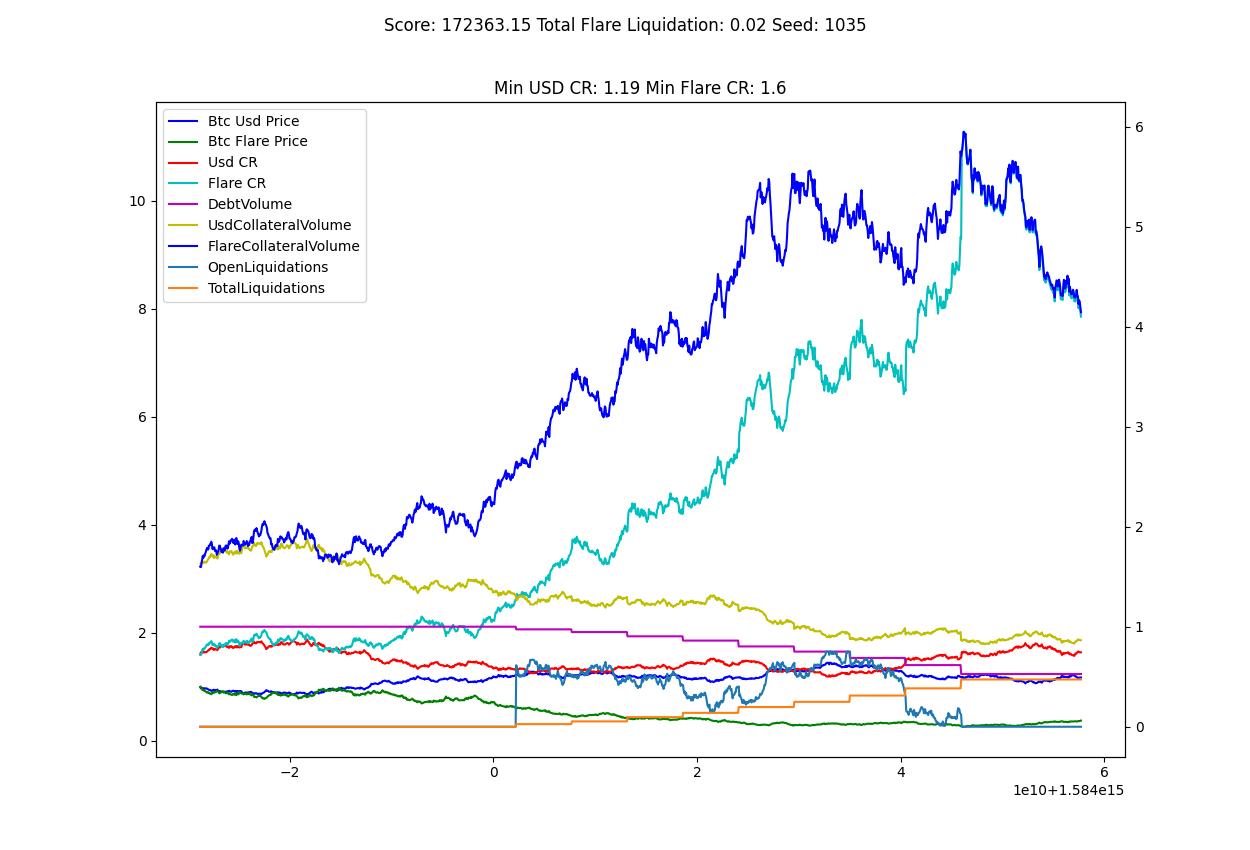 Score: 172363.15 Total Flare Liquidation: 0.02 Seed: 1035
Min USD CR: 1.19 Min Flare CR: 1.6
Btc Usd Price
Btc Flare Price
Usd CR
Flare CR
DebtVolume
UsdCollateralVolume
FlareCollateralVolume
OpenLiquidations
TotalLiquidations
10
8
6
4
2
0
6
5
4
3
2
1
0
−2
0
2
4
6
1e10+1.584e15